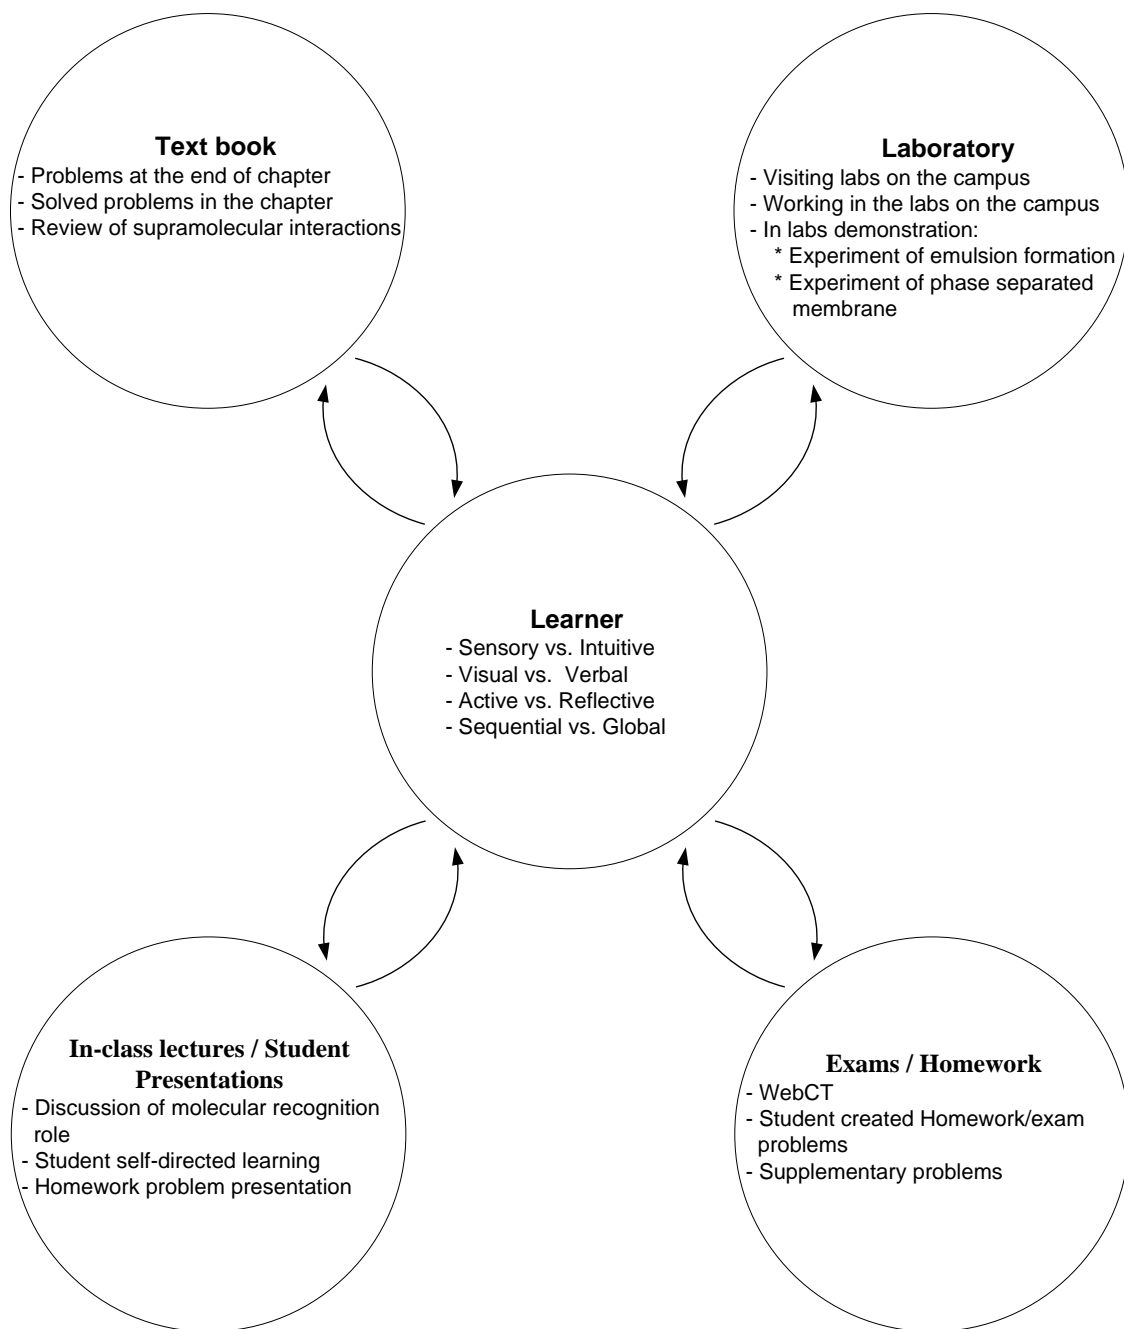 Text book
- Problems at the end of chapter
- Solved problems in the chapter
- Review of supramolecular interactions
Laboratory
- Visiting labs on the campus
- Working in the labs on the campus
- In labs demonstration:
* Experiment of emulsion formation
* Experiment of phase separated
membrane
Learner
- Sensory vs. Intuitive
- Visual vs.  Verbal
- Active vs. Reflective
- Sequential vs. Global
In-class lectures / Student
Presentations
- Discussion of molecular recognition
role
- Student self-directed learning
- Homework problem presentation
Exams / Homework
- WebCT
- Student created Homework/exam
problems
- Supplementary problems